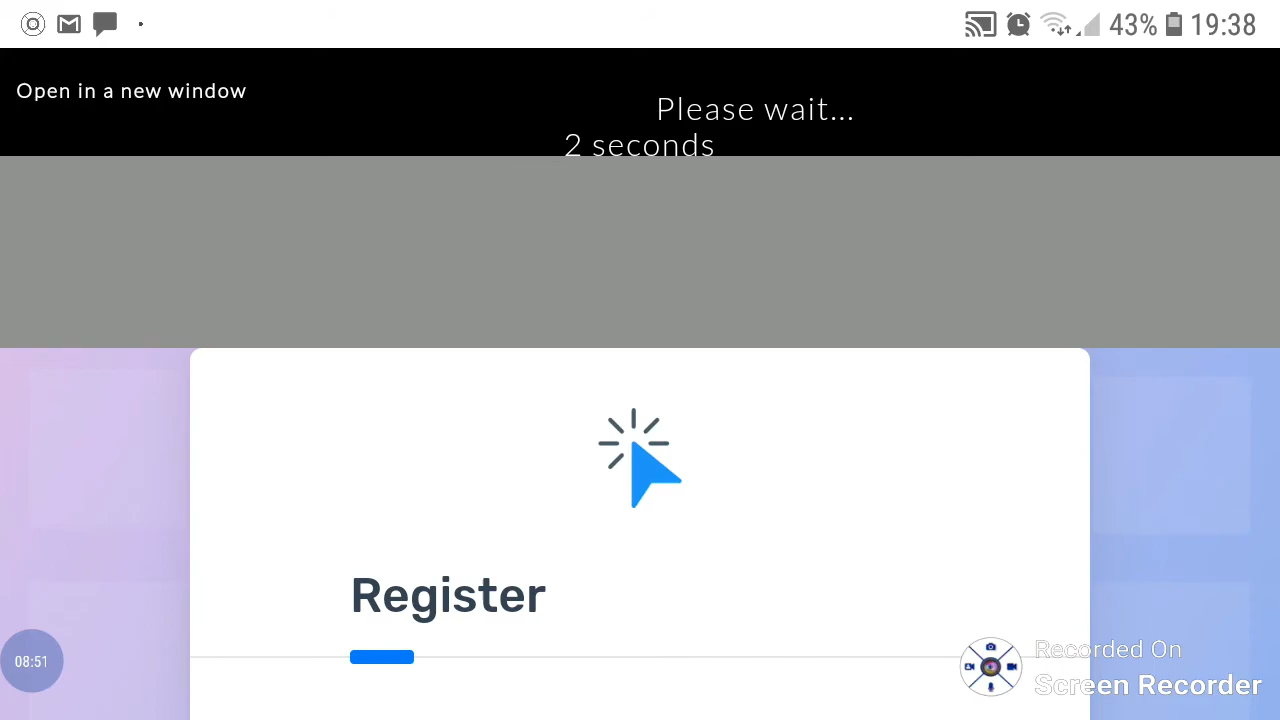 43% 19:38
Open in a new window
Please wait...
2 seconds
Register
08:51
Recorded On
Screen Recorder